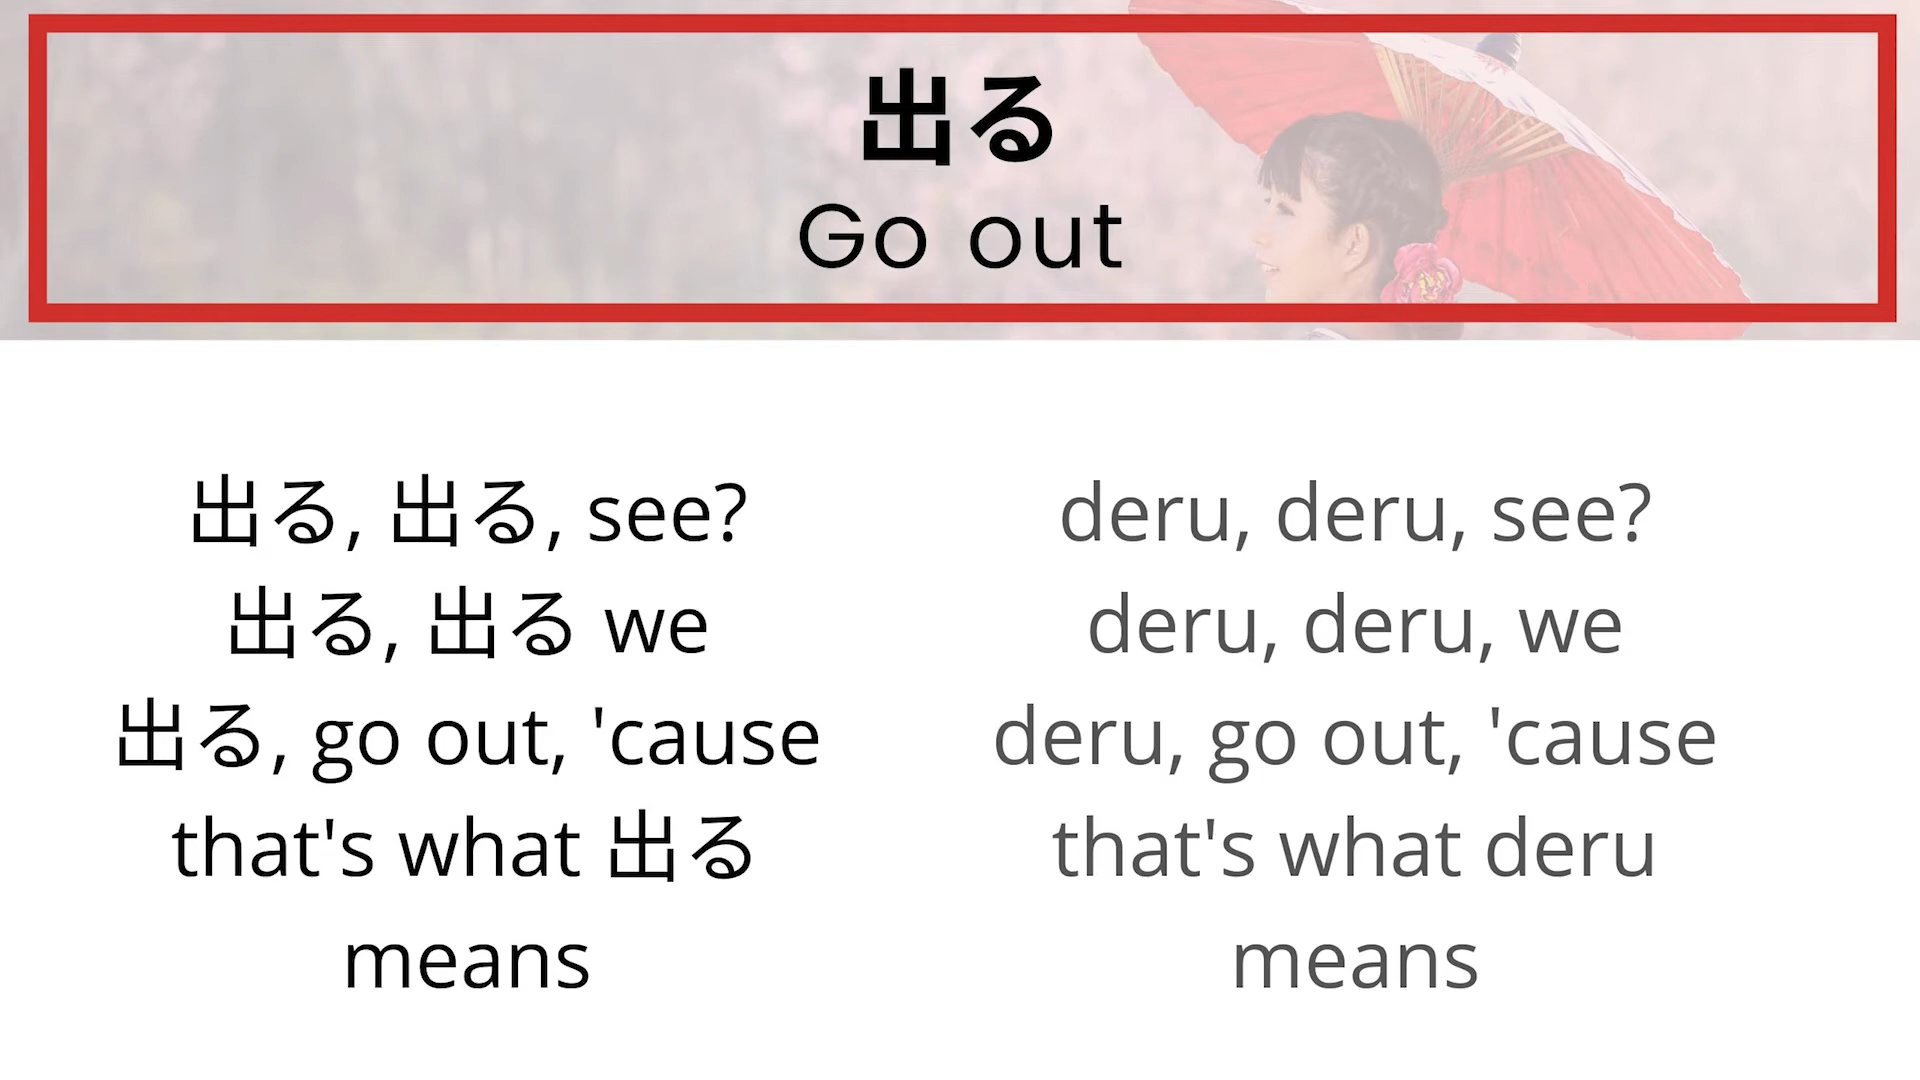 出る
Go out
出る, 出る, see?
出る, 出る we
出る, go out, 'cause
that's what 出る
means
deru, deru, see?
deru, deru, we
deru, go out, 'cause
that's what deru
means